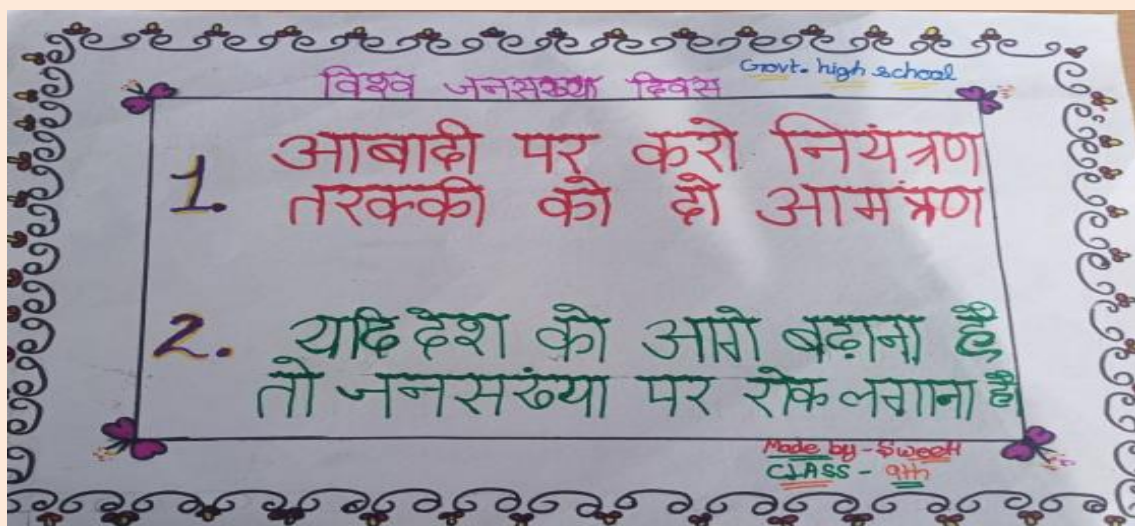 Govt. high school
विश्व जनसख्या दिवस
1. आबादी पर करो नियंत्रण
तरक्की को दो आमंत्रण
2. यदि देश को आगे बढ़ाना है
तो जनसंख्या पर रोक लगाना है
Made by - Sweeti
CLASS - 9th